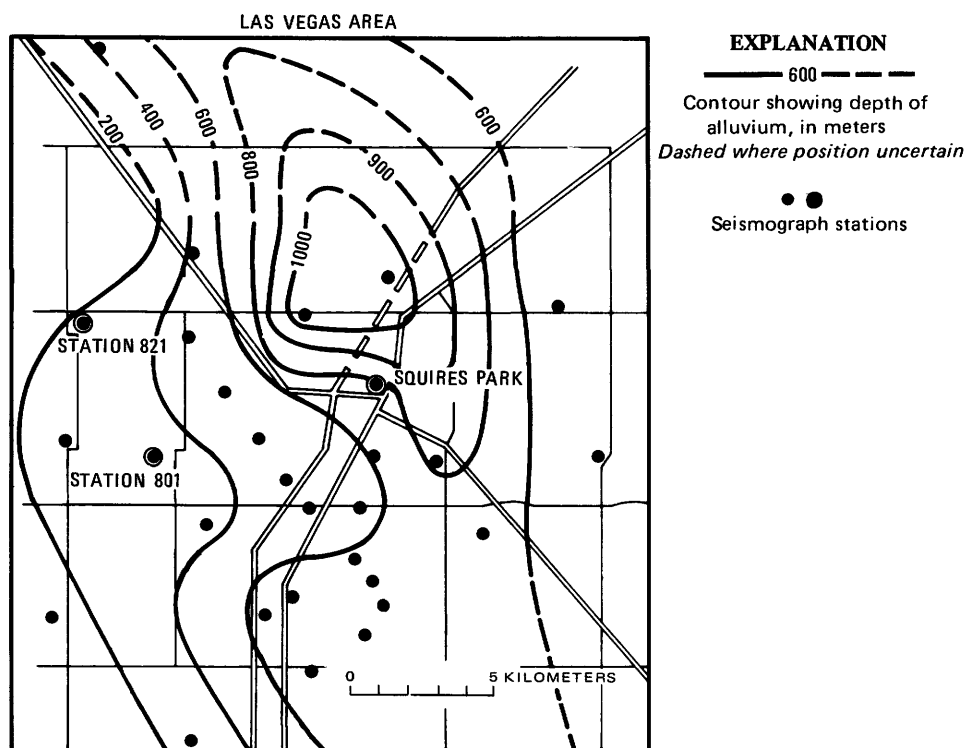 LAS VEGAS AREA
200
400
600
800
900
1000
600
STATION 821
SQUIRES PARK
STATION 801
0 5 KILOMETERS
EXPLANATION
600
Contour showing depth of
alluvium, in meters
Dashed where position uncertain
Seismograph stations